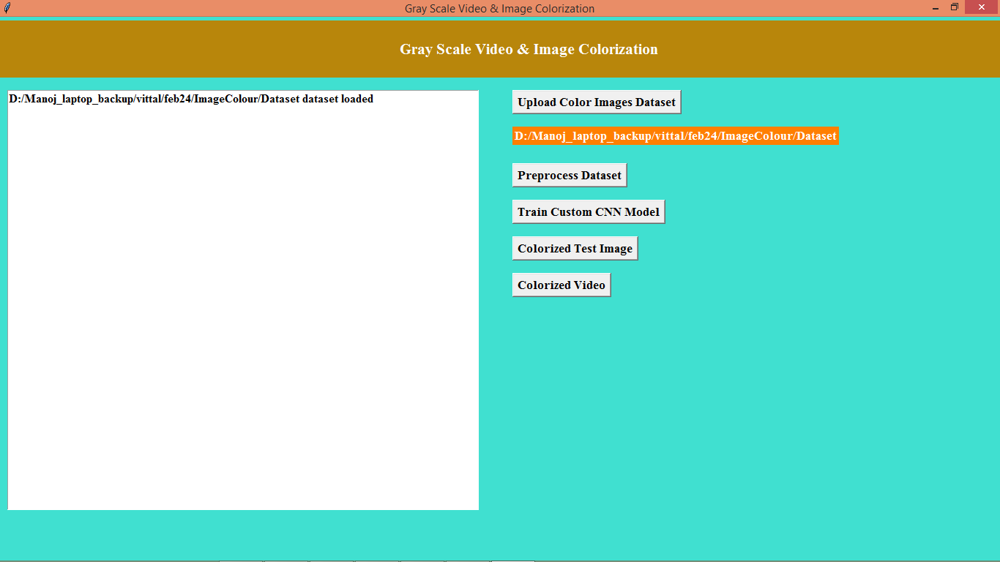 Gray Scale Video & Image Colorization
Gray Scale Video & Image Colorization
D:/Manoj_laptop_backup/vittal/feb24/ImageColour/Dataset dataset loaded
Upload Color Images Dataset
D:/Manoj_laptop_backup/vittal/feb24/ImageColour/Dataset
Preprocess Dataset
Train Custom CNN Model
Colorized Test Image
Colorized Video